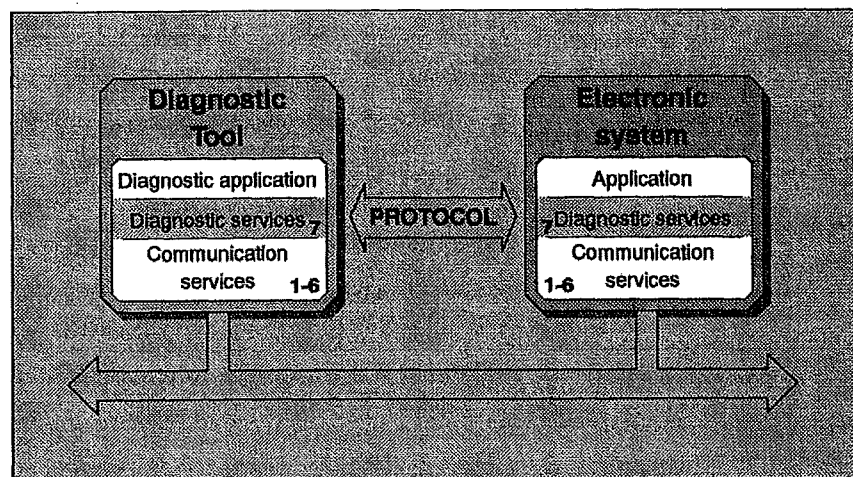 Diagnostic
Tool
Diagnostic application
Diagnostic services 7
Communication
services 1-6
PROTOCOL
Electronic
system
Application
7 Diagnostic services
Communication
1-6 services